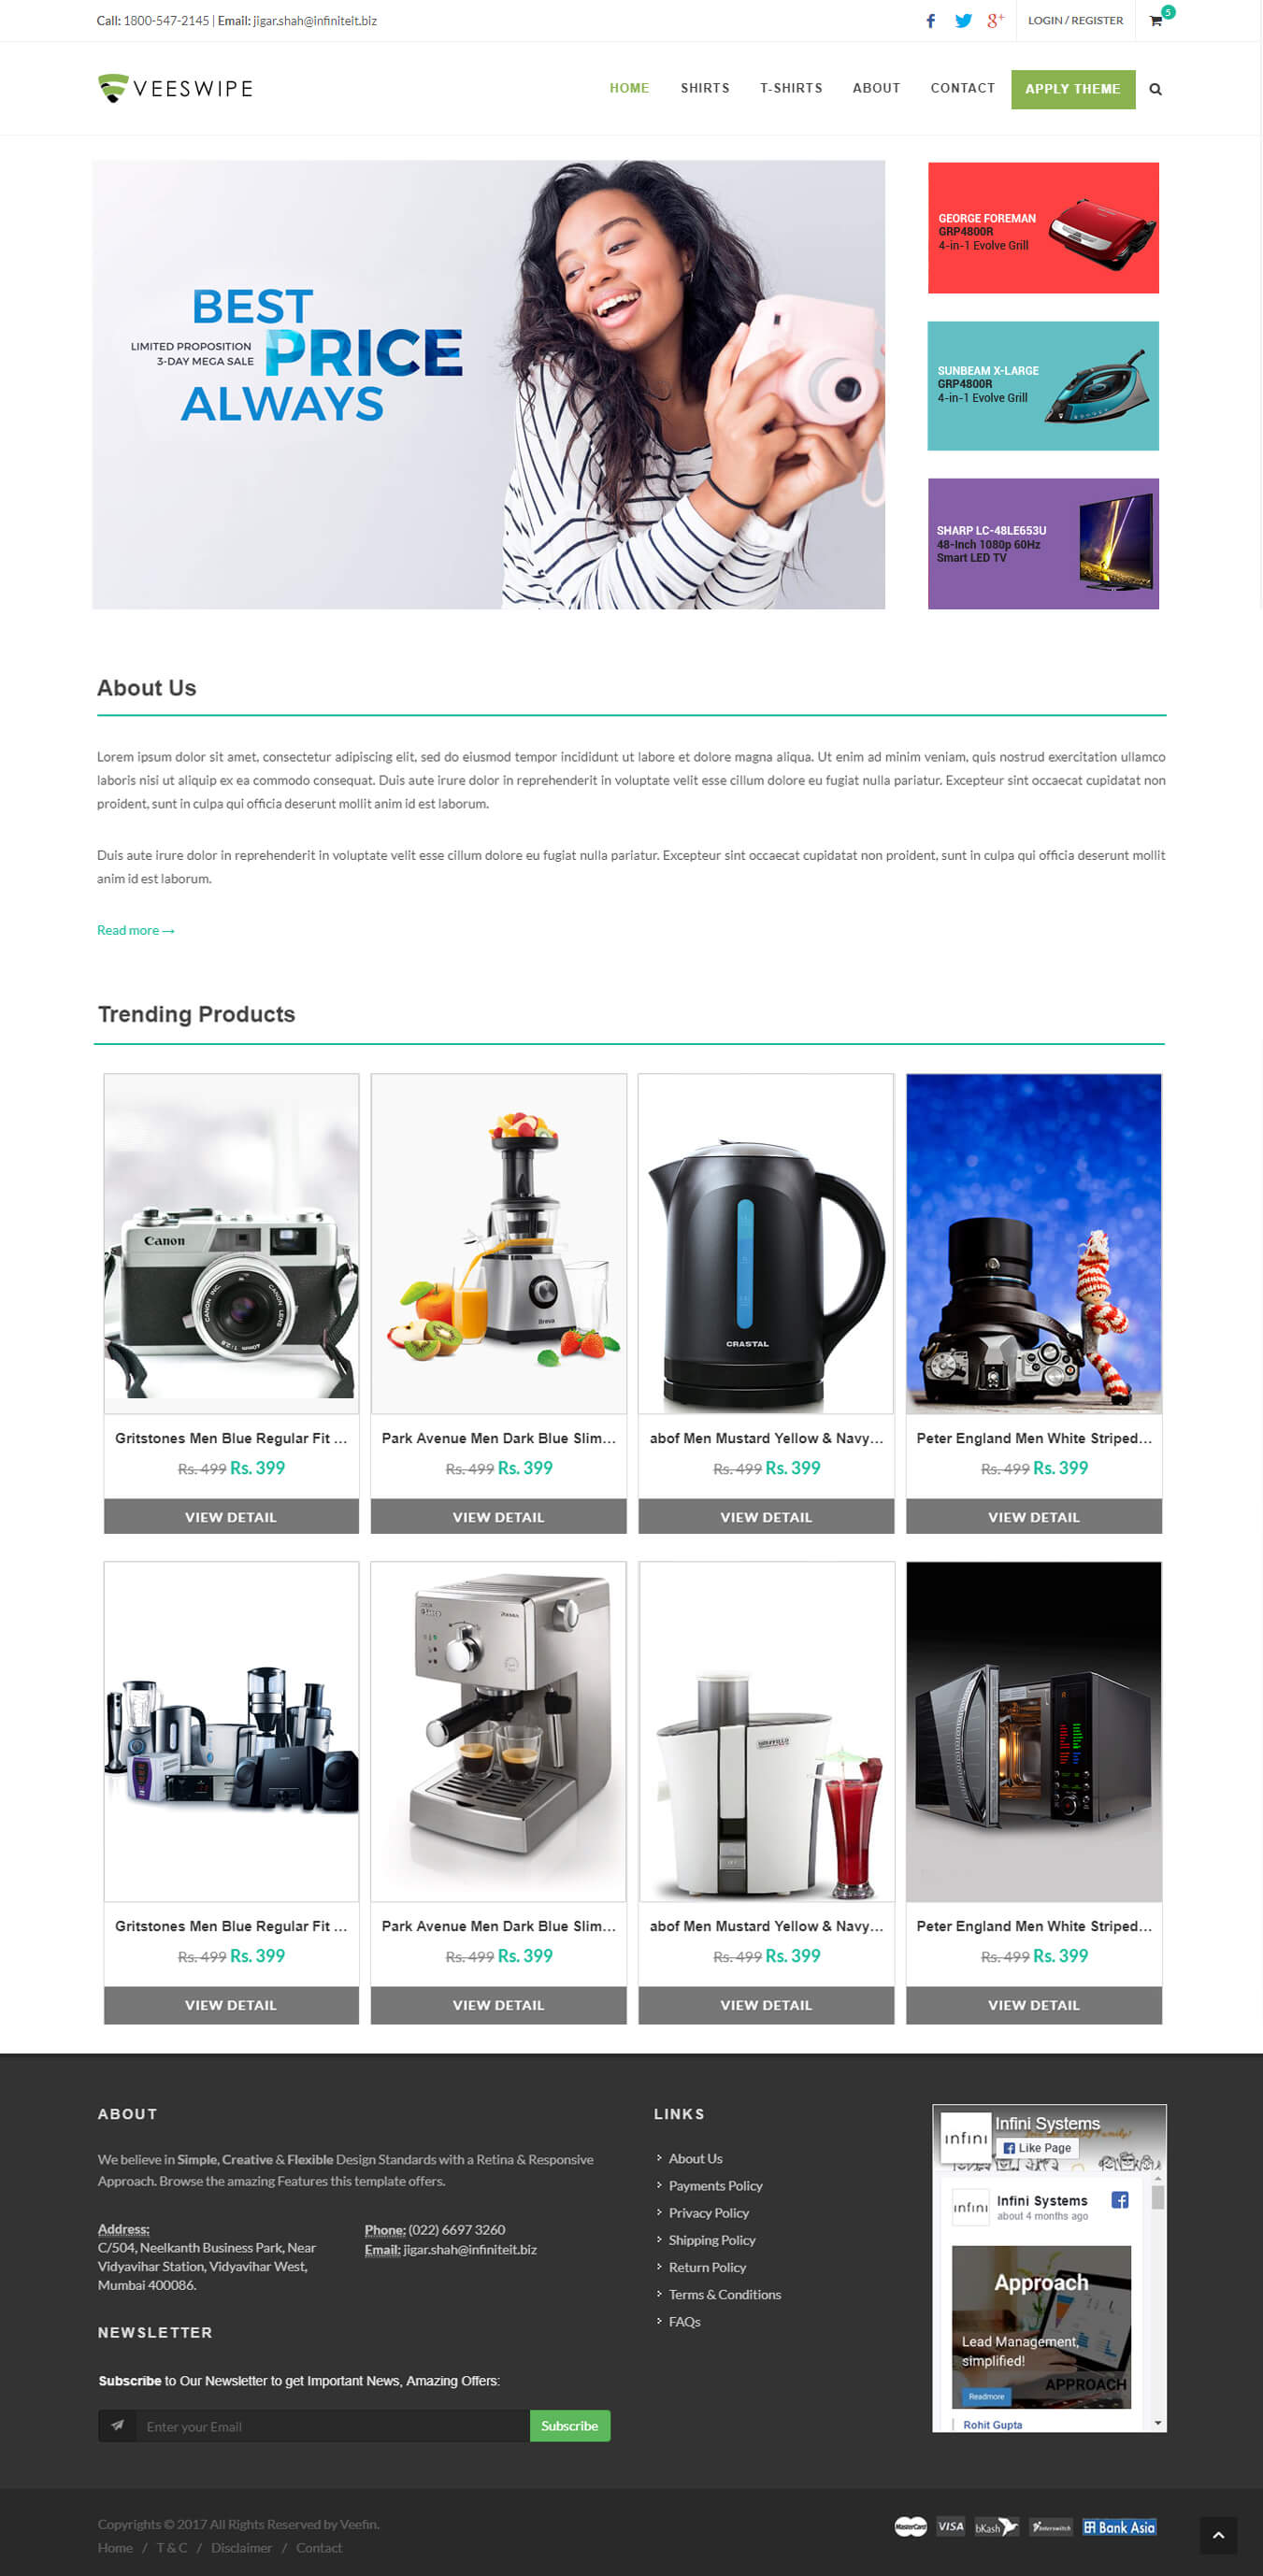 Call: 1800-547-2145 | Email: jigar.shah@infiniteit.biz
LOGIN / REGISTER
5
VEESWIPE
HOME SHIRTS T-SHIRTS ABOUT CONTACT APPLY THEME
BEST
LIMITED PROPOSITION
3-DAY MEGA SALE
PRICE
ALWAYS
GEORGE FOREMAN
GRP4800R
4-in-1 Evolve Grill
SUNBEAM X-LARGE
GRP4800R
4-in-1 Evolve Grill
SHARP LC-48LE653U
48-Inch 1080p 60Hz
Smart LED TV
About Us
Lorem ipsum dolor sit amet, consectetur adipiscing elit, sed do eiusmod tempor incididunt ut labore et dolore magna aliqua. Ut enim ad minim veniam, quis nostrud exercitation ullamco
laboris nisi ut aliquip ex ea commodo consequat. Duis aute irure dolor in reprehenderit in voluptate velit esse cillum dolore eu fugiat nulla pariatur. Excepteur sint occaecat cupidatat non
proident, sunt in culpa qui officia deserunt mollit anim id est laborum.
Duis aute irure dolor in reprehenderit in voluptate velit esse cillum dolore eu fugiat nulla pariatur. Excepteur sint occaecat cupidatat non proident, sunt in culpa qui officia deserunt mollit
anim id est laborum.
Read more →
Trending Products
Canon
CANON INC.
CANON LENS
40mm 1:2.8
Breva
CRASTAL
Gritstones Men Blue Regular Fit ...
Rs. 499 Rs. 399
VIEW DETAIL
Park Avenue Men Dark Blue Slim...
Rs. 499 Rs. 399
VIEW DETAIL
abof Men Mustard Yellow & Navy...
Rs. 499 Rs. 399
VIEW DETAIL
Peter England Men White Striped...
Rs. 499 Rs. 399
VIEW DETAIL
Gritstones Men Blue Regular Fit ...
Rs. 499 Rs. 399
VIEW DETAIL
Park Avenue Men Dark Blue Slim...
Rs. 499 Rs. 399
VIEW DETAIL
abof Men Mustard Yellow & Navy...
Rs. 499 Rs. 399
VIEW DETAIL
Peter England Men White Striped...
Rs. 499 Rs. 399
VIEW DETAIL
ABOUT
We believe in Simple, Creative & Flexible Design Standards with a Retina & Responsive
Approach. Browse the amazing Features this template offers.
Address:
C/504, Neelkanth Business Park, Near
Vidyavihar Station, Vidyavihar West,
Mumbai 400086.
Phone: (022) 6697 3260
Email: jigar.shah@infiniteit.biz
NEWSLETTER
Subscribe to Our Newsletter to get Important News, Amazing Offers:
Enter your Email
Subscribe
LINKS
About Us
Payments Policy
Privacy Policy
Shipping Policy
Return Policy
Terms & Conditions
FAQs
infini
Infini Systems
Like Page
infini
Infini Systems
about 4 months ago
Approach
Lead Management,
simplified!
APPROACH
Readmore
Rohit Gupta
Copyrights © 2017 All Rights Reserved by Veefin.
Home / T & C / Disclaimer / Contact
MasterCard VISA bKash Interswitch Bank Asia